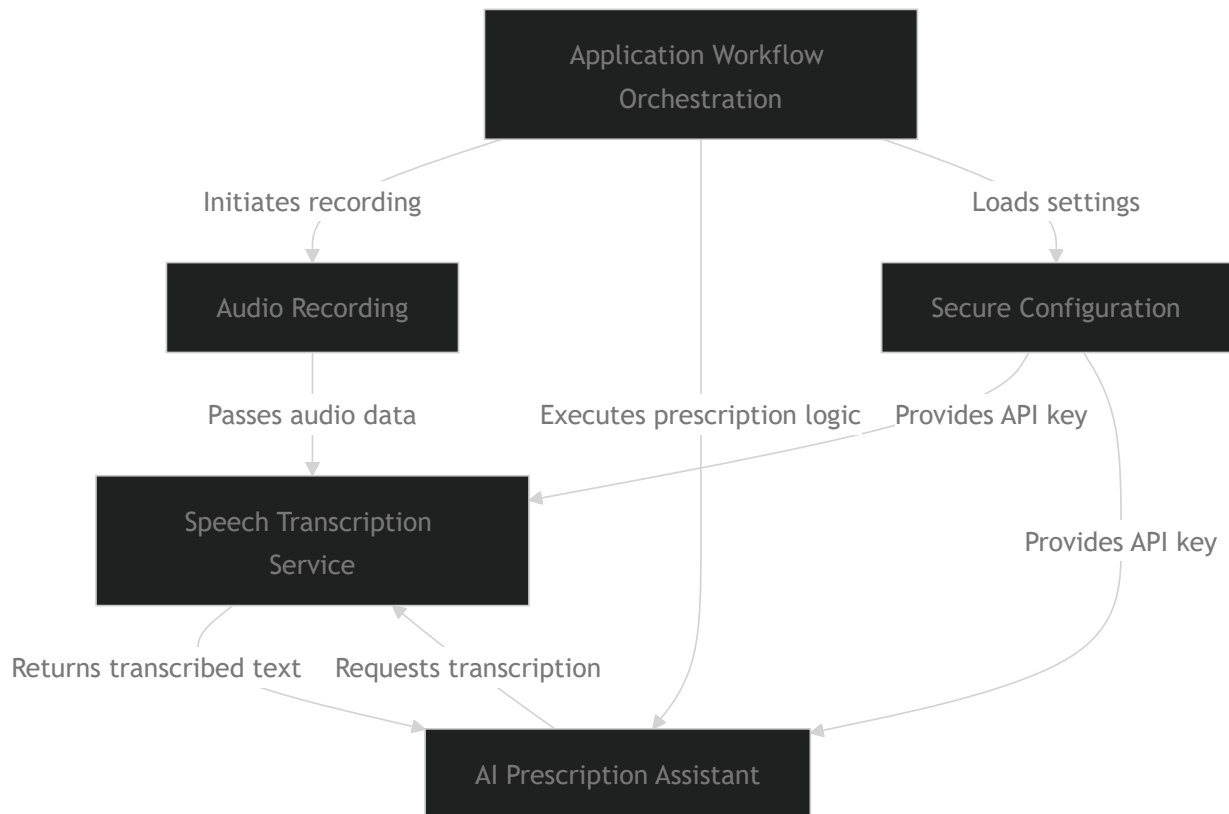 Application Workflow
Orchestration
Initiates recording
Loads settings
Audio Recording
Secure Configuration
Passes audio data
Executes prescription logic
Provides API key
Speech Transcription
Service
Provides API key
Returns transcribed text
Requests transcription
AI Prescription Assistant